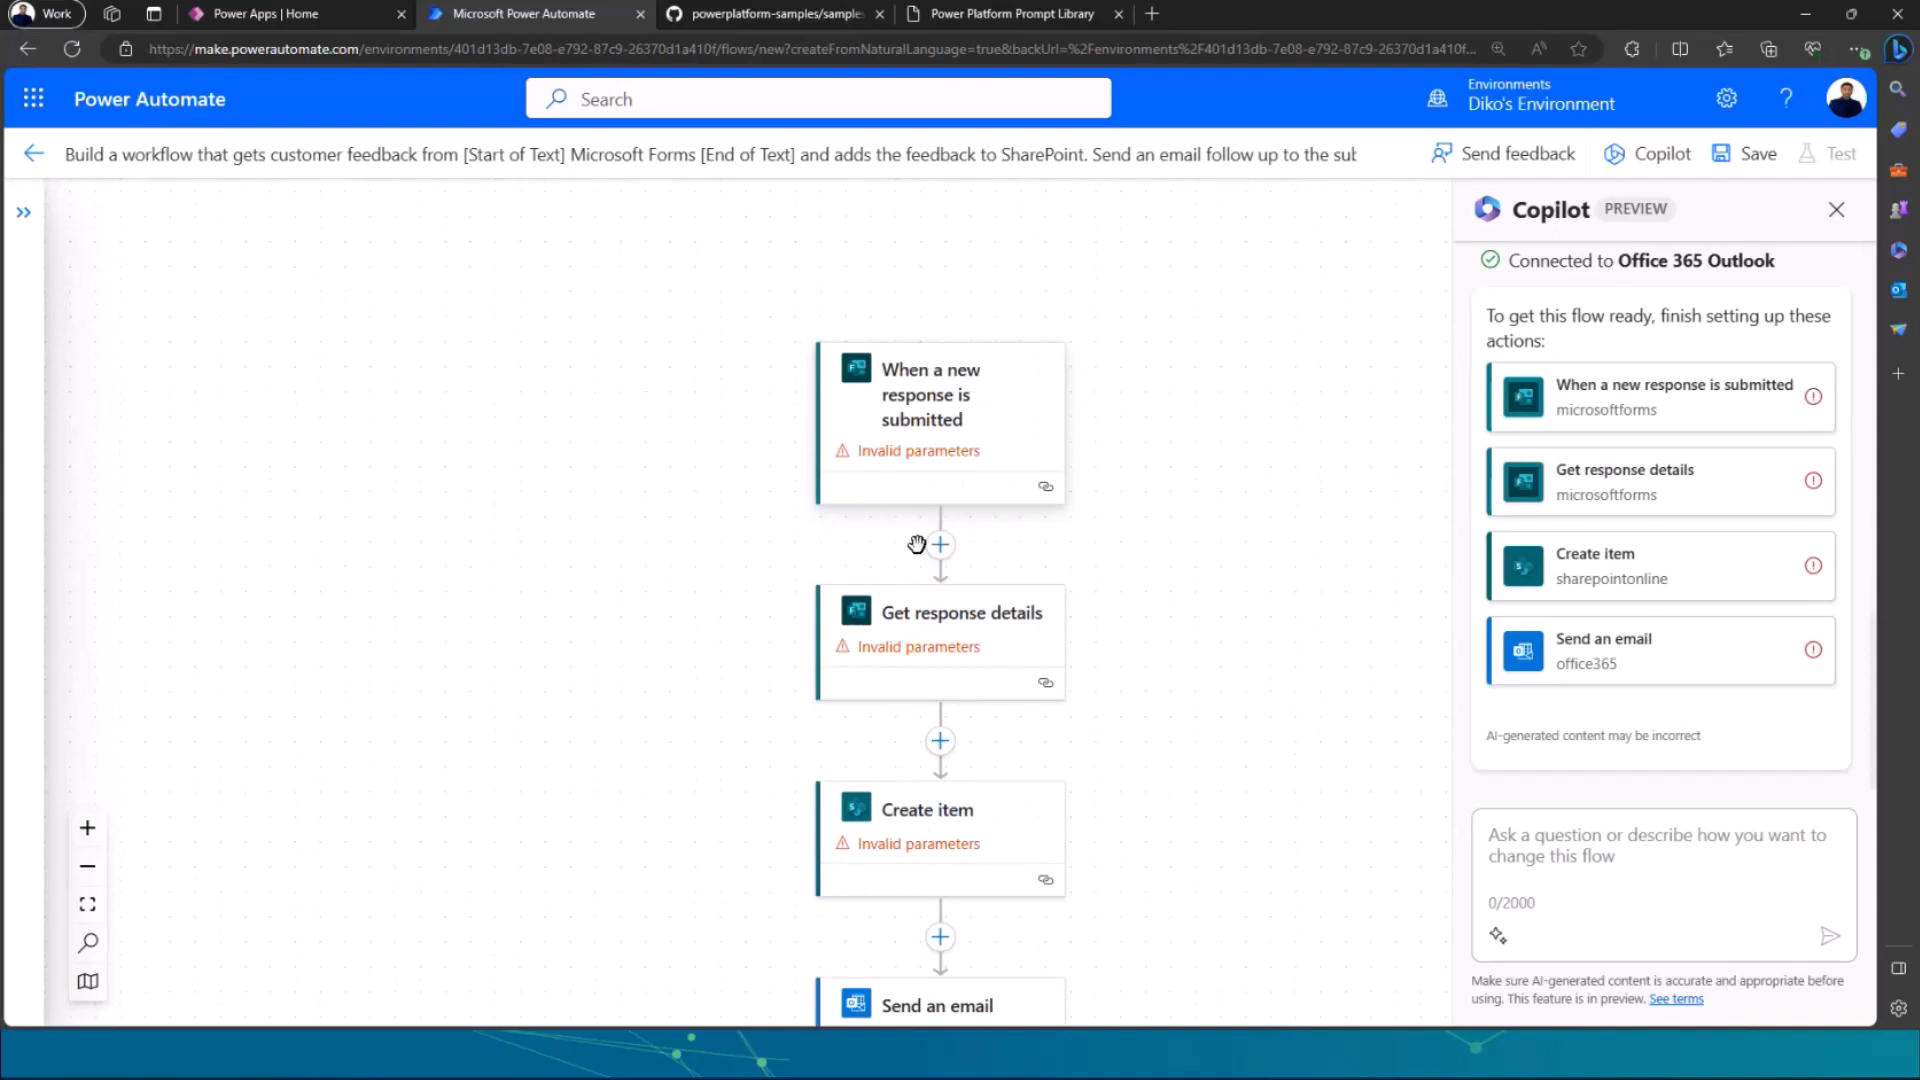 Work
Power Apps | Home
Microsoft Power Automate
powerplatform-samples/sample
Power Platform Prompt Library
https://make.powerautomate.com/environments/401d13db-7e08-e792-87c9-26370d1a410f/flows/new?createFromNaturalLanguage=true&backUrl=%2Fenvironments%2F401d13db-7e08-e792-87c9-26370d1a410f...
Power Automate
Search
Environments
Diko's Environment
Build a workflow that gets customer feedback from [Start of Text] Microsoft Forms [End of Text] and adds the feedback to SharePoint. Send an email follow up to the sub
Send feedback
Copilot
Save
Test
When a new
response is
submitted
Invalid parameters
Get response details
Invalid parameters
Create item
Invalid parameters
Send an email
Copilot PREVIEW
Connected to Office 365 Outlook
To get this flow ready, finish setting up these
actions:
When a new response is submitted
microsoftforms
Get response details
microsoftforms
Create item
sharepointonline
Send an email
office365
AI-generated content may be incorrect
Ask a question or describe how you want to
change this flow
0/2000
Make sure AI-generated content is accurate and appropriate before
using. This feature is in preview. See terms